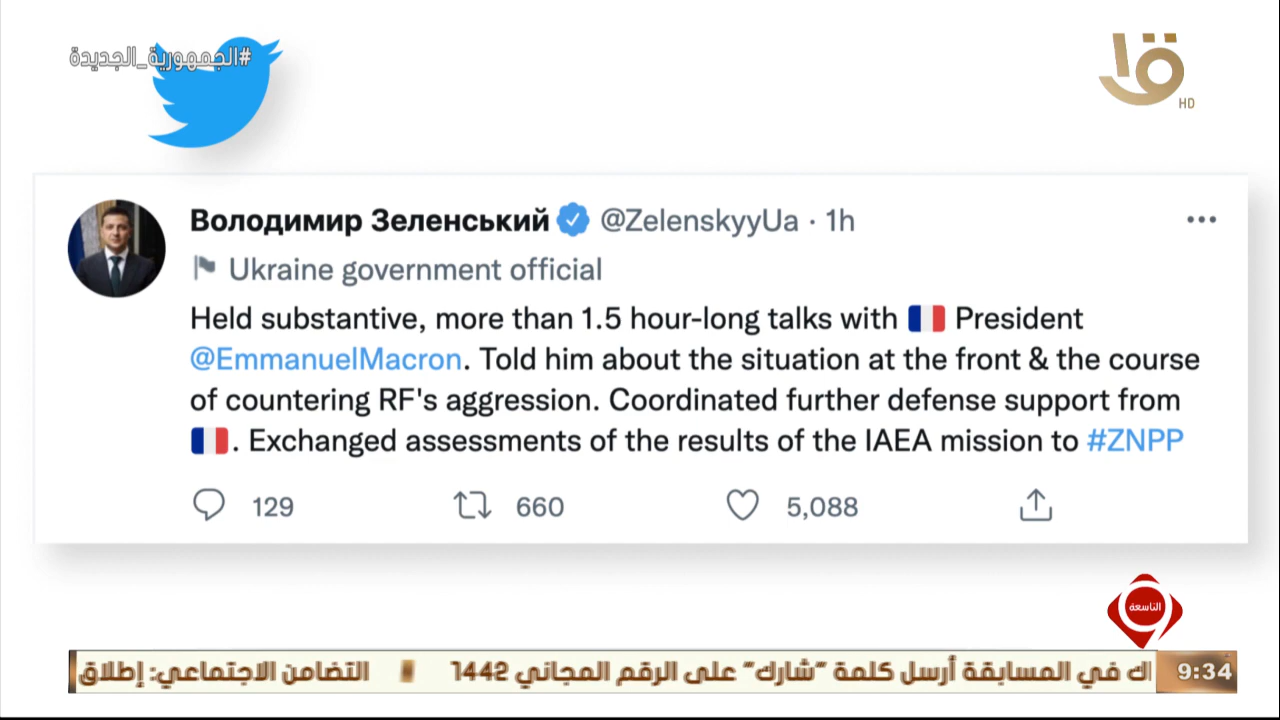 #الجمهورية_الجديدة
HD
Володимир Зеленський @ZelenskyyUa · 1h
Ukraine government official
Held substantive, more than 1.5 hour-long talks with 🇫🇷 President
@EmmanuelMacron. Told him about the situation at the front & the course
of countering RF's aggression. Coordinated further defense support from
🇫🇷. Exchanged assessments of the results of the IAEA mission to #ZNPP
129 660 5,088
التاسعة
9:34
اك في المسابقة أرسل كلمة "شارك" على الرقم المجاني 1442 التضامن الاجتماعي: إطلاق